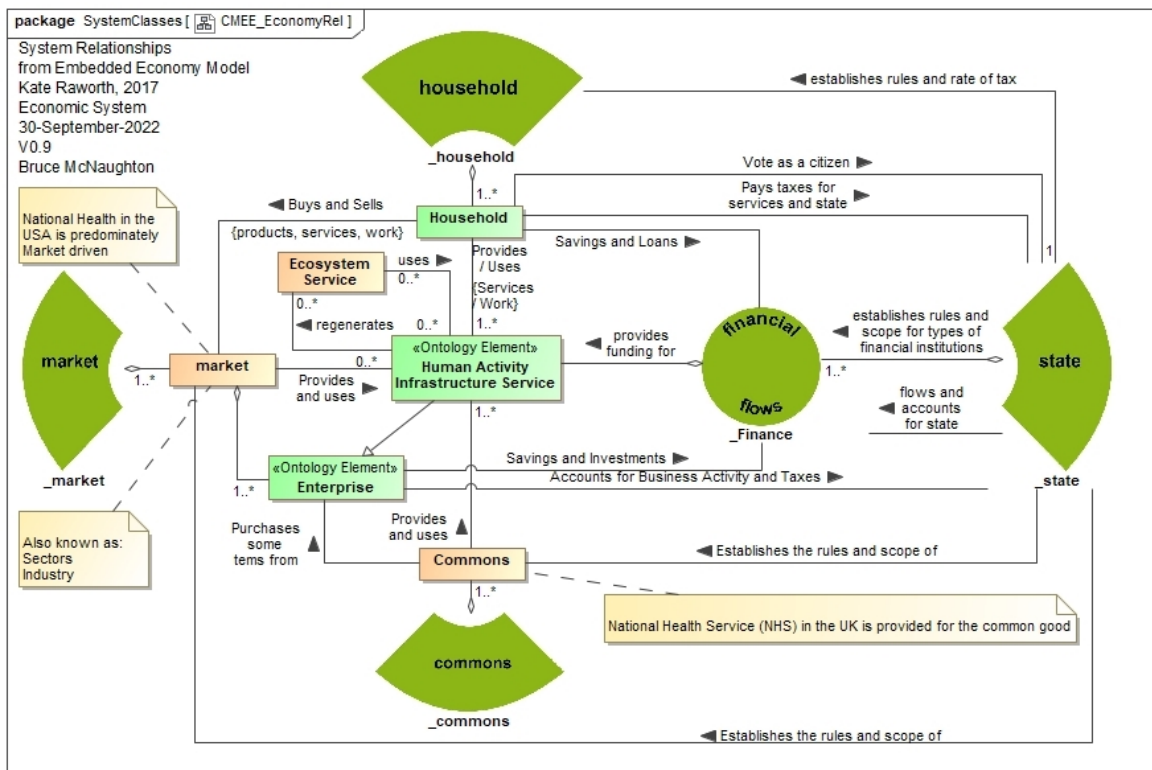 package SystemClasses [ CMEE_EconomyRel ]
System Relationships
from Embedded Economy Model
Kate Raworth, 2017
Economic System
30-September-2022
V0.9
Bruce McNaughton
household
_household
1..*
establishes rules and rate of tax
Vote as a citizen
Pays taxes for
services and state
National Health in the
USA is predominately
Market driven
Buys and Sells
{products, services, work}
Household
Savings and Loans
1
Ecosystem
Service
uses
0..*
0..*
regenerates
0..*
0..*
Provides
/ Uses
{Services
/ Work}
1..*
market
_market
1..*
market
Provides
and uses
«Ontology Element»
Human Activity
Infrastructure Service
1..*
provides
funding for
financial
flows
_Finance
1..*
establishes rules and
scope for types of
financial institutions
flows and
accounts
for state
state
_state
1..*
«Ontology Element»
Enterprise
Savings and Investments
Accounts for Business Activity and Taxes
Also known as:
Sectors
Industry
Purchases
some
tems from
Provides
and uses
Commons
1..*
Establishes the rules and scope of
National Health Service (NHS) in the UK is provided for the common good
commons
_commons
Establishes the rules and scope of